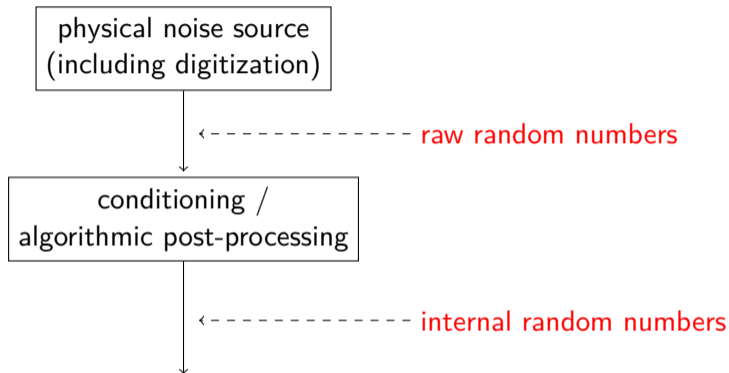 physical noise source
(including digitization)
raw random numbers
conditioning /
algorithmic post-processing
internal random numbers